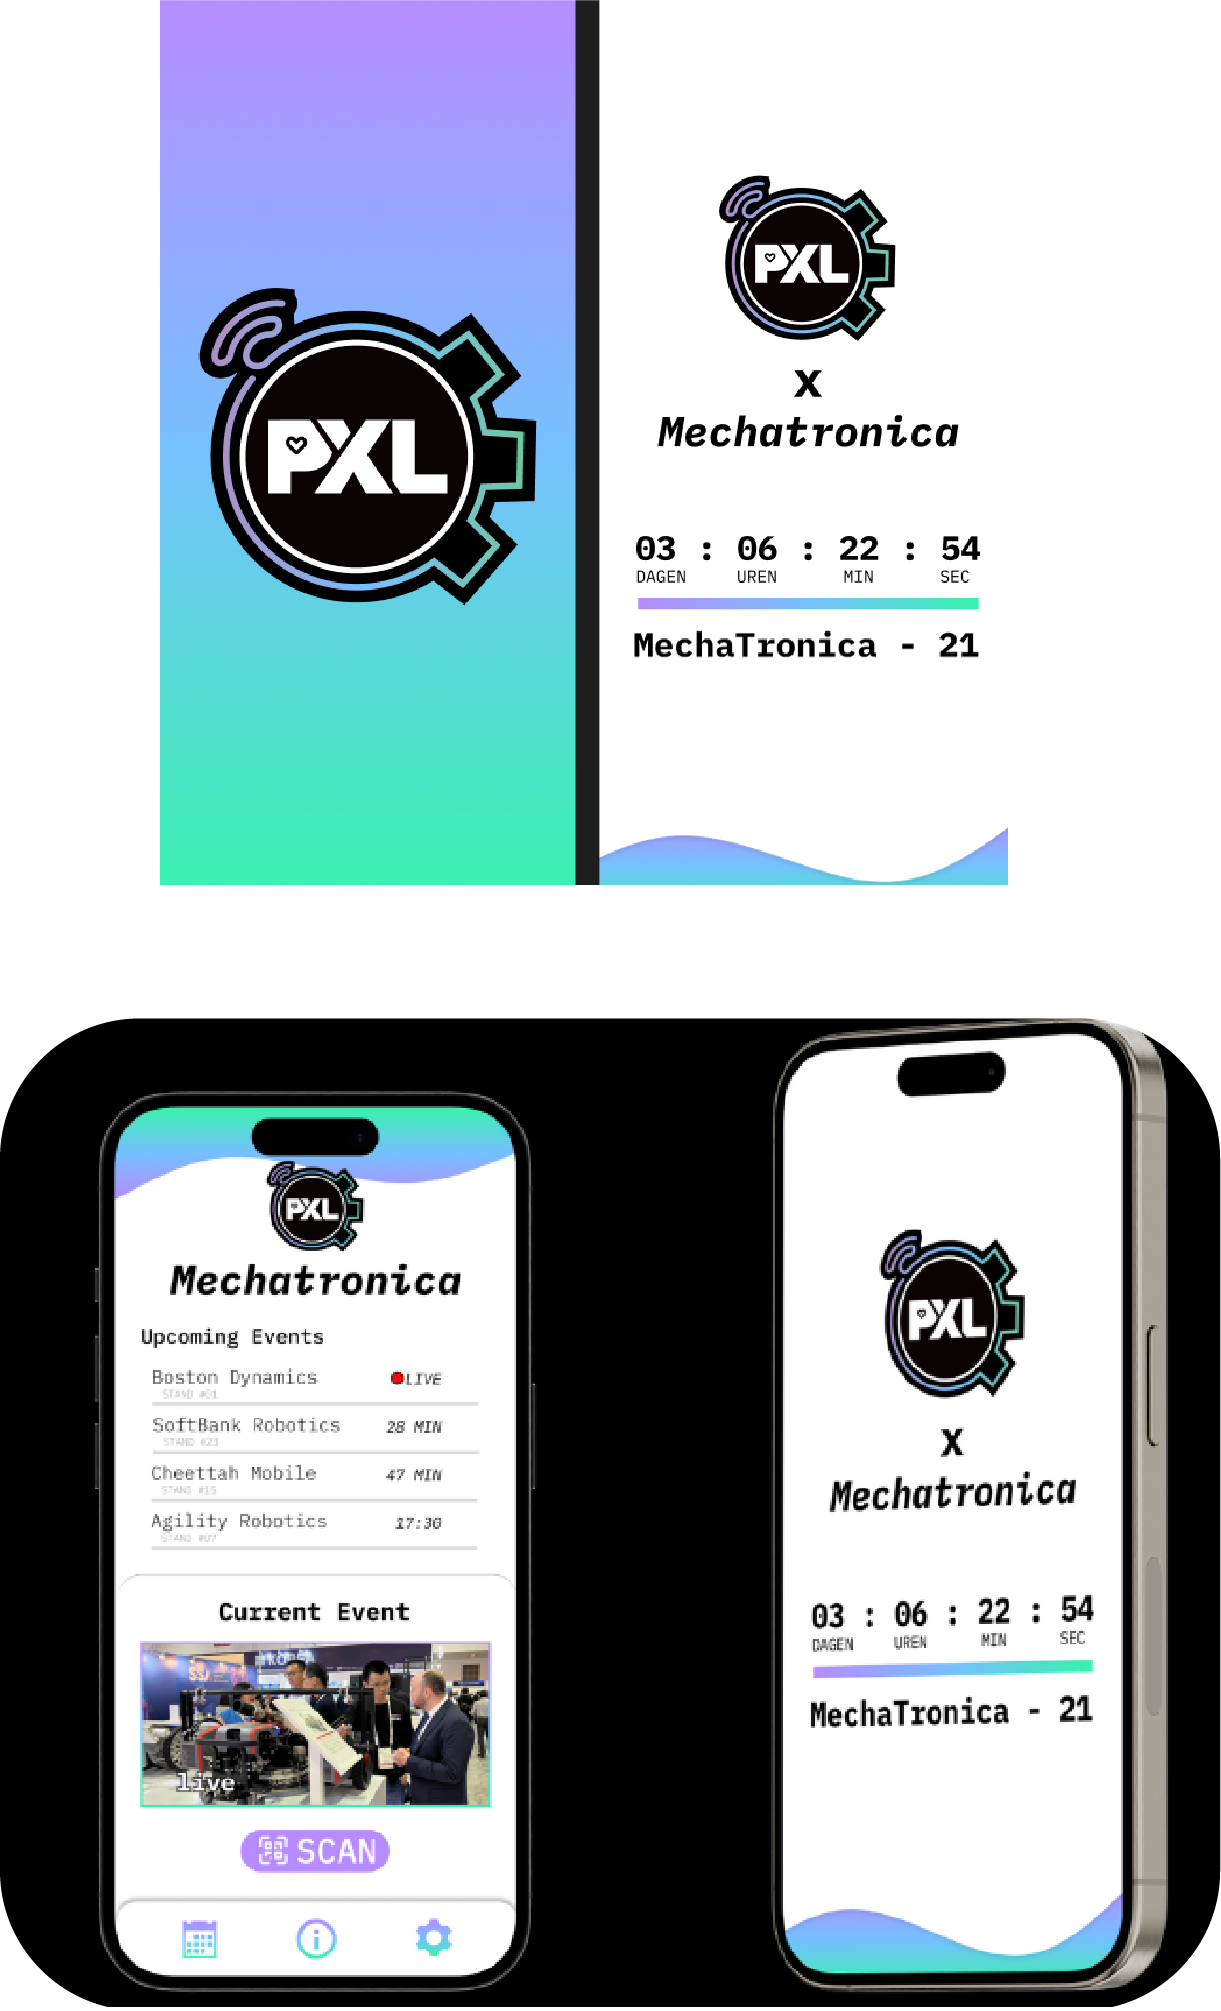 PXL
PXL
x
Mechatronica
03 : 06 : 22 : 54
DAGEN UREN MIN SEC
MechaTronica - 21
PXL
Mechatronica
Upcoming Events
Boston Dynamics LIVE
STAND #01
SoftBank Robotics 28 MIN
STAND #23
Cheettah Mobile 47 MIN
STAND #15
Agility Robotics 17:30
STAND #07
Current Event
live
SCAN
PXL
x
Mechatronica
03 : 06 : 22 : 54
DAGEN UREN MIN SEC
MechaTronica - 21